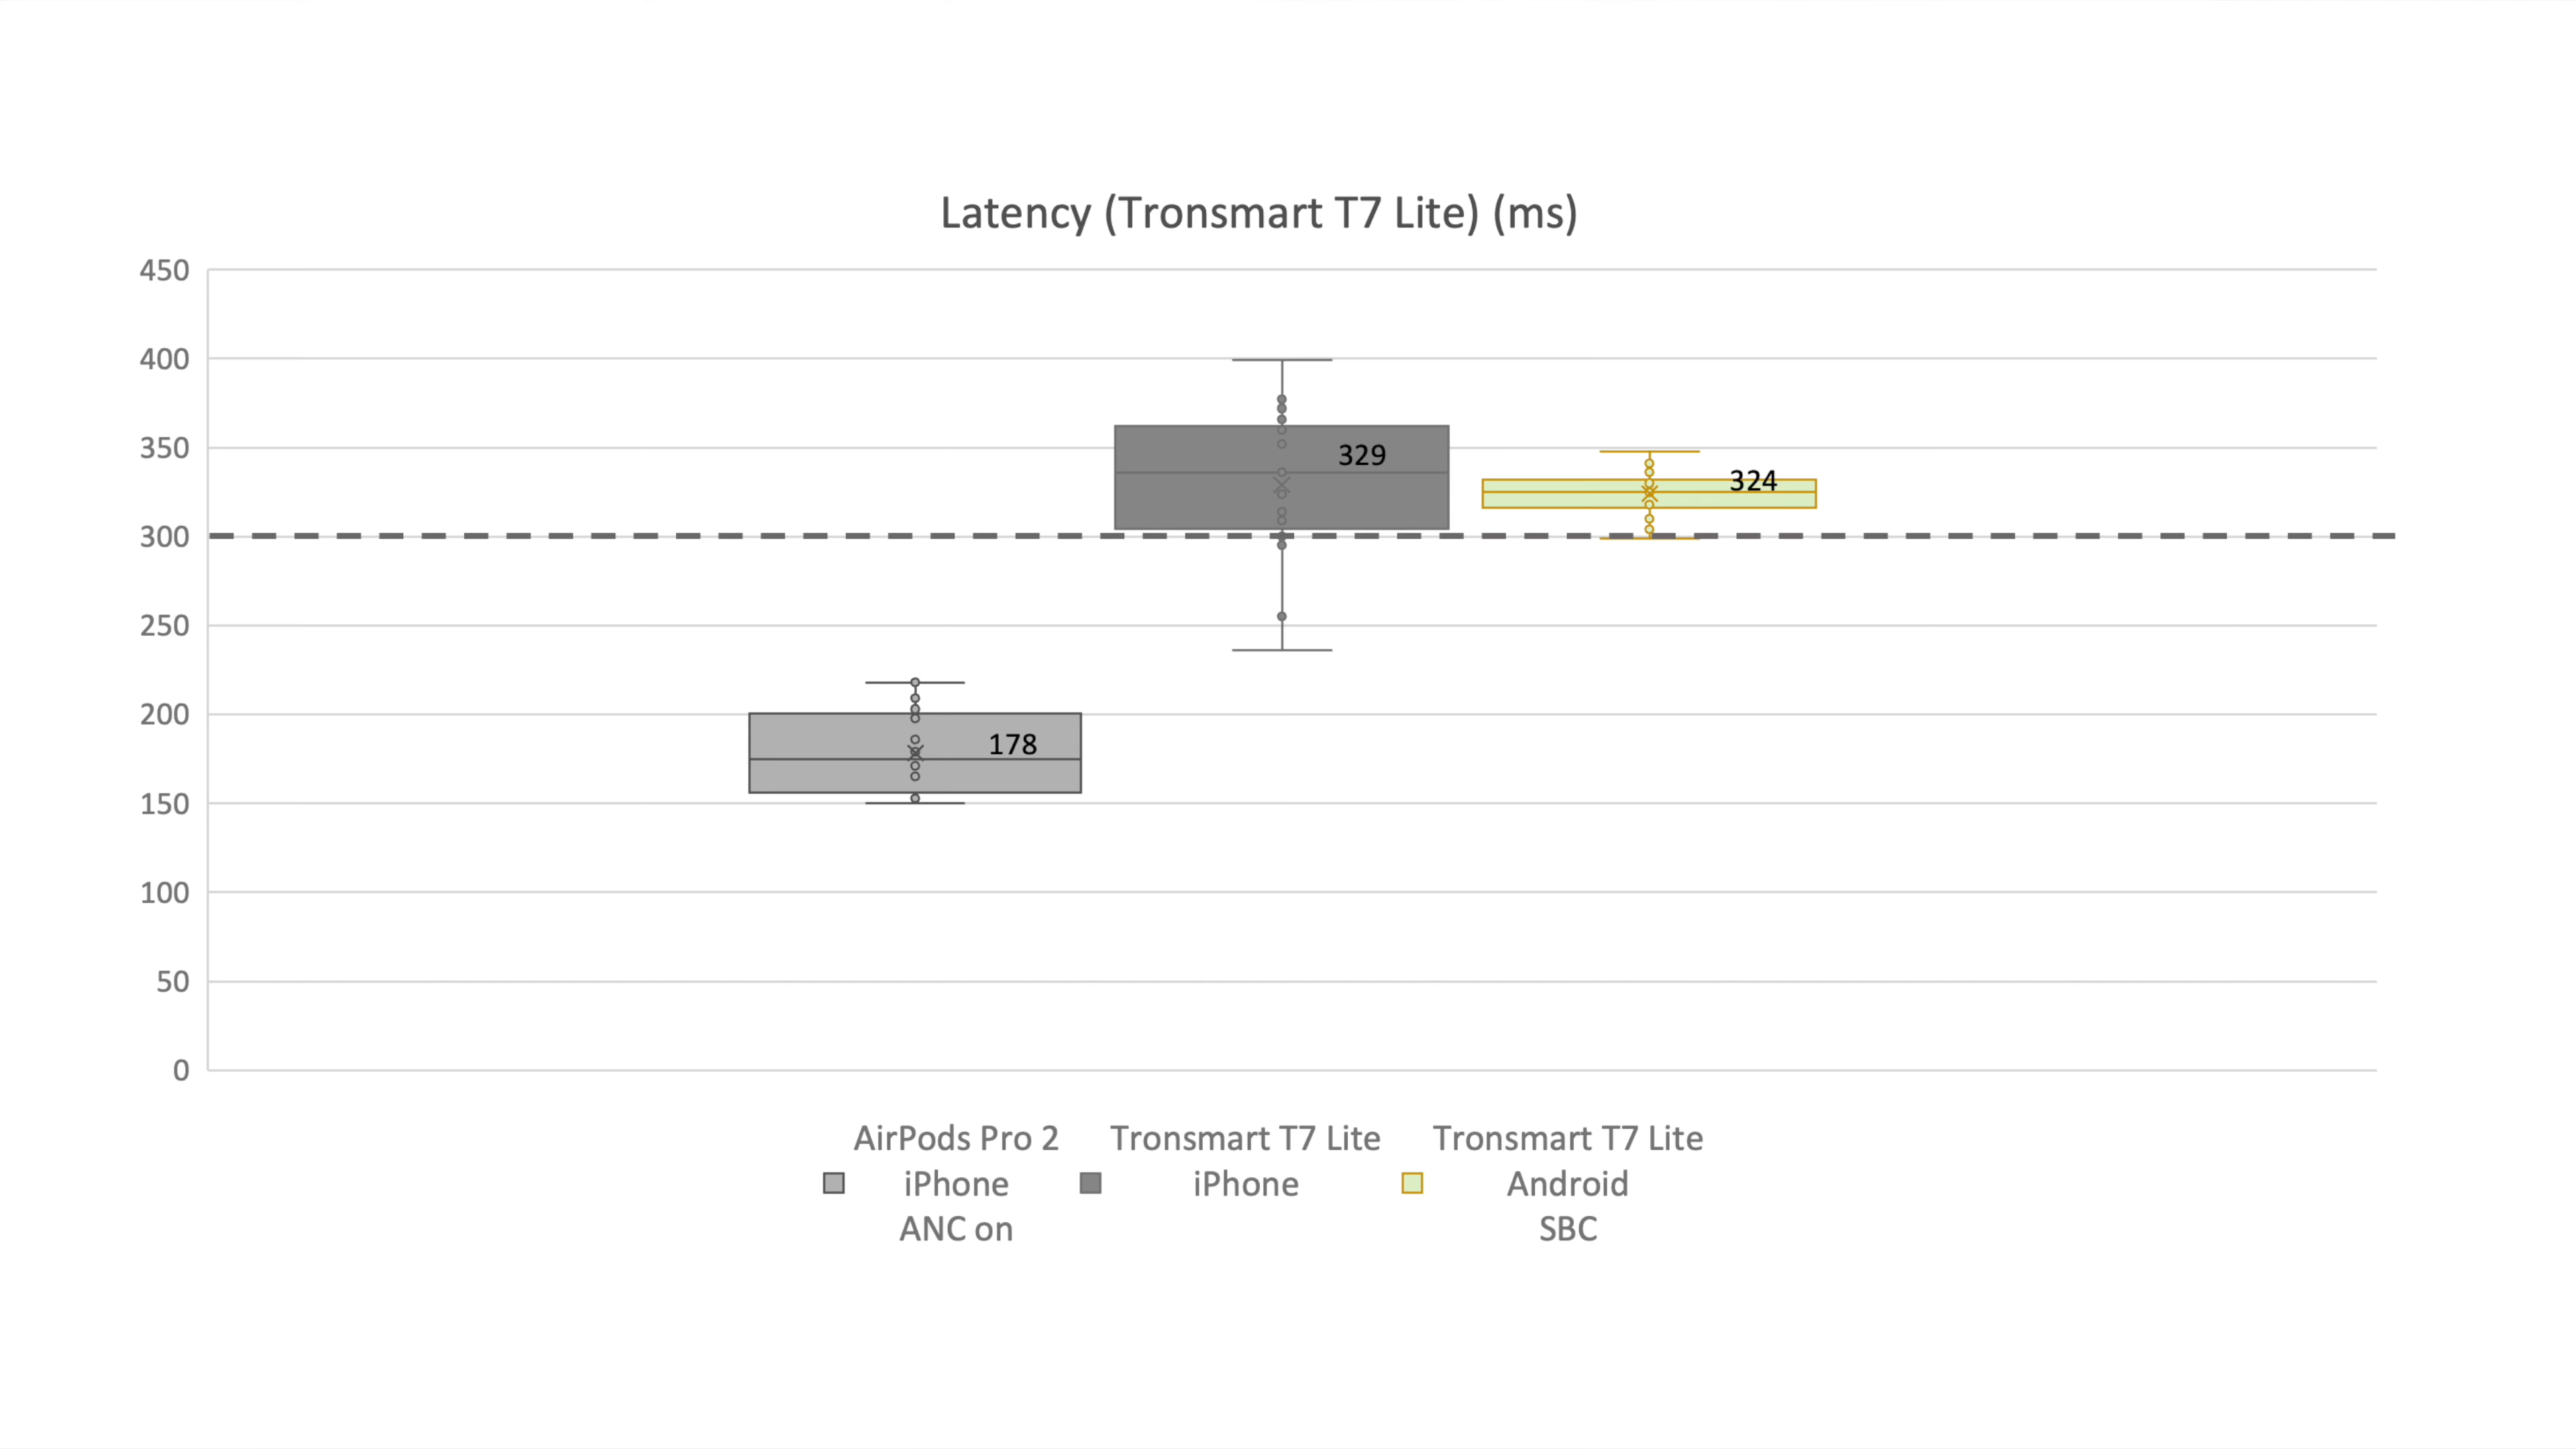 Latency (Tronsmart T7 Lite) (ms)
450
400
350
300
250
200
150
100
50
0
329
324
178
AirPods Pro 2
iPhone
ANC on
Tronsmart T7 Lite
iPhone
Tronsmart T7 Lite
Android
SBC